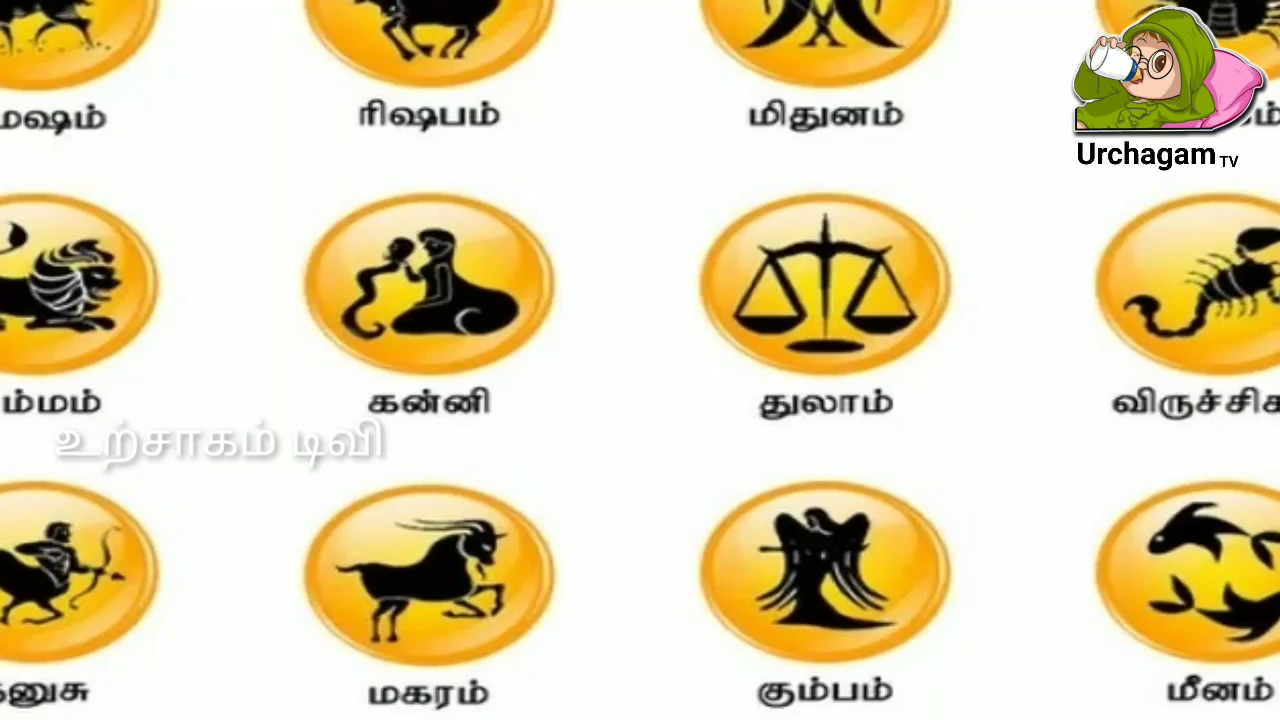 ரிஷபம் மிதுனம்
Urchagam TV
கன்னி துலாம்
உற்சாகம் டிவி
மகரம் கும்பம் மீனம்